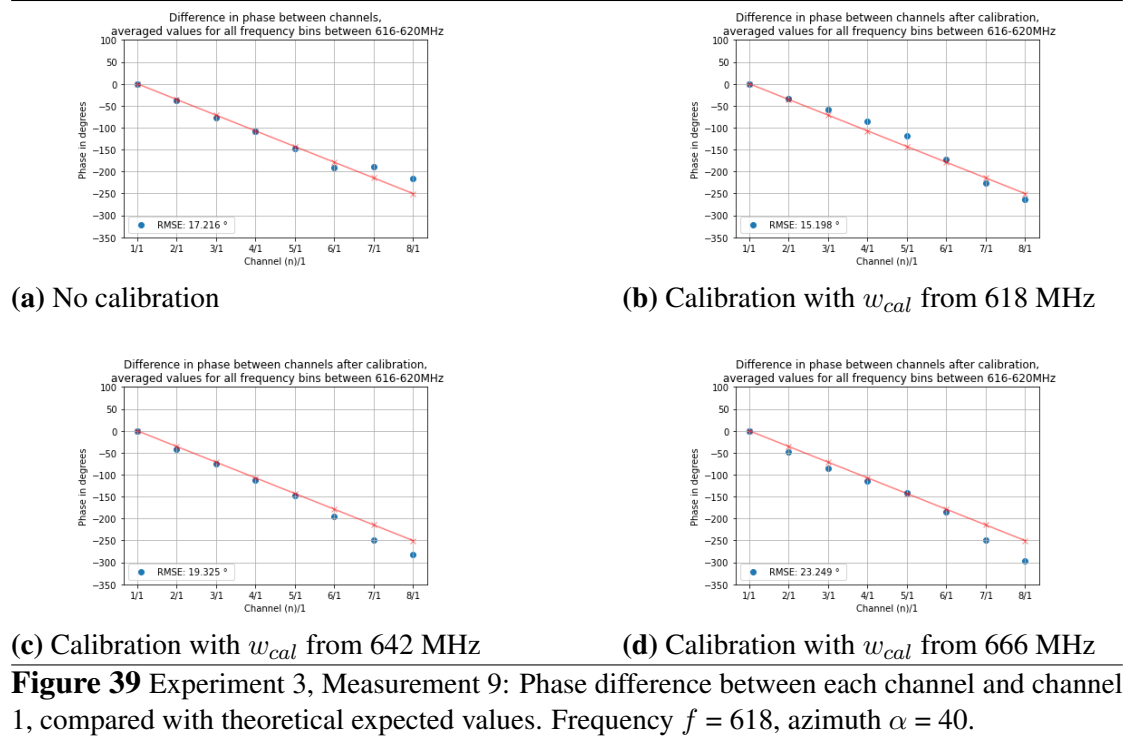 Difference in phase between channels,
averaged values for all frequency bins between 616-620MHz
100
50
0
−50
−100
−150
−200
−250
−300
−350
Phase in degrees
RMSE: 17.216 °
1/1 2/1 3/1 4/1 5/1 6/1 7/1 8/1
Channel (n)/1
(a) No calibration
Difference in phase between channels after calibration,
averaged values for all frequency bins between 616-620MHz
100
50
0
−50
−100
−150
−200
−250
−300
−350
Phase in degrees
RMSE: 15.198 °
1/1 2/1 3/1 4/1 5/1 6/1 7/1 8/1
Channel (n)/1
(b) Calibration with w_cal from 618 MHz
Difference in phase between channels after calibration,
averaged values for all frequency bins between 616-620MHz
100
50
0
−50
−100
−150
−200
−250
−300
−350
Phase in degrees
RMSE: 19.325 °
1/1 2/1 3/1 4/1 5/1 6/1 7/1 8/1
Channel (n)/1
(c) Calibration with w_cal from 642 MHz
Difference in phase between channels after calibration,
averaged values for all frequency bins between 616-620MHz
100
50
0
−50
−100
−150
−200
−250
−300
−350
Phase in degrees
RMSE: 23.249 °
1/1 2/1 3/1 4/1 5/1 6/1 7/1 8/1
Channel (n)/1
(d) Calibration with w_cal from 666 MHz
Figure 39 Experiment 3, Measurement 9: Phase difference between each channel and channel
1, compared with theoretical expected values. Frequency f = 618, azimuth α = 40.